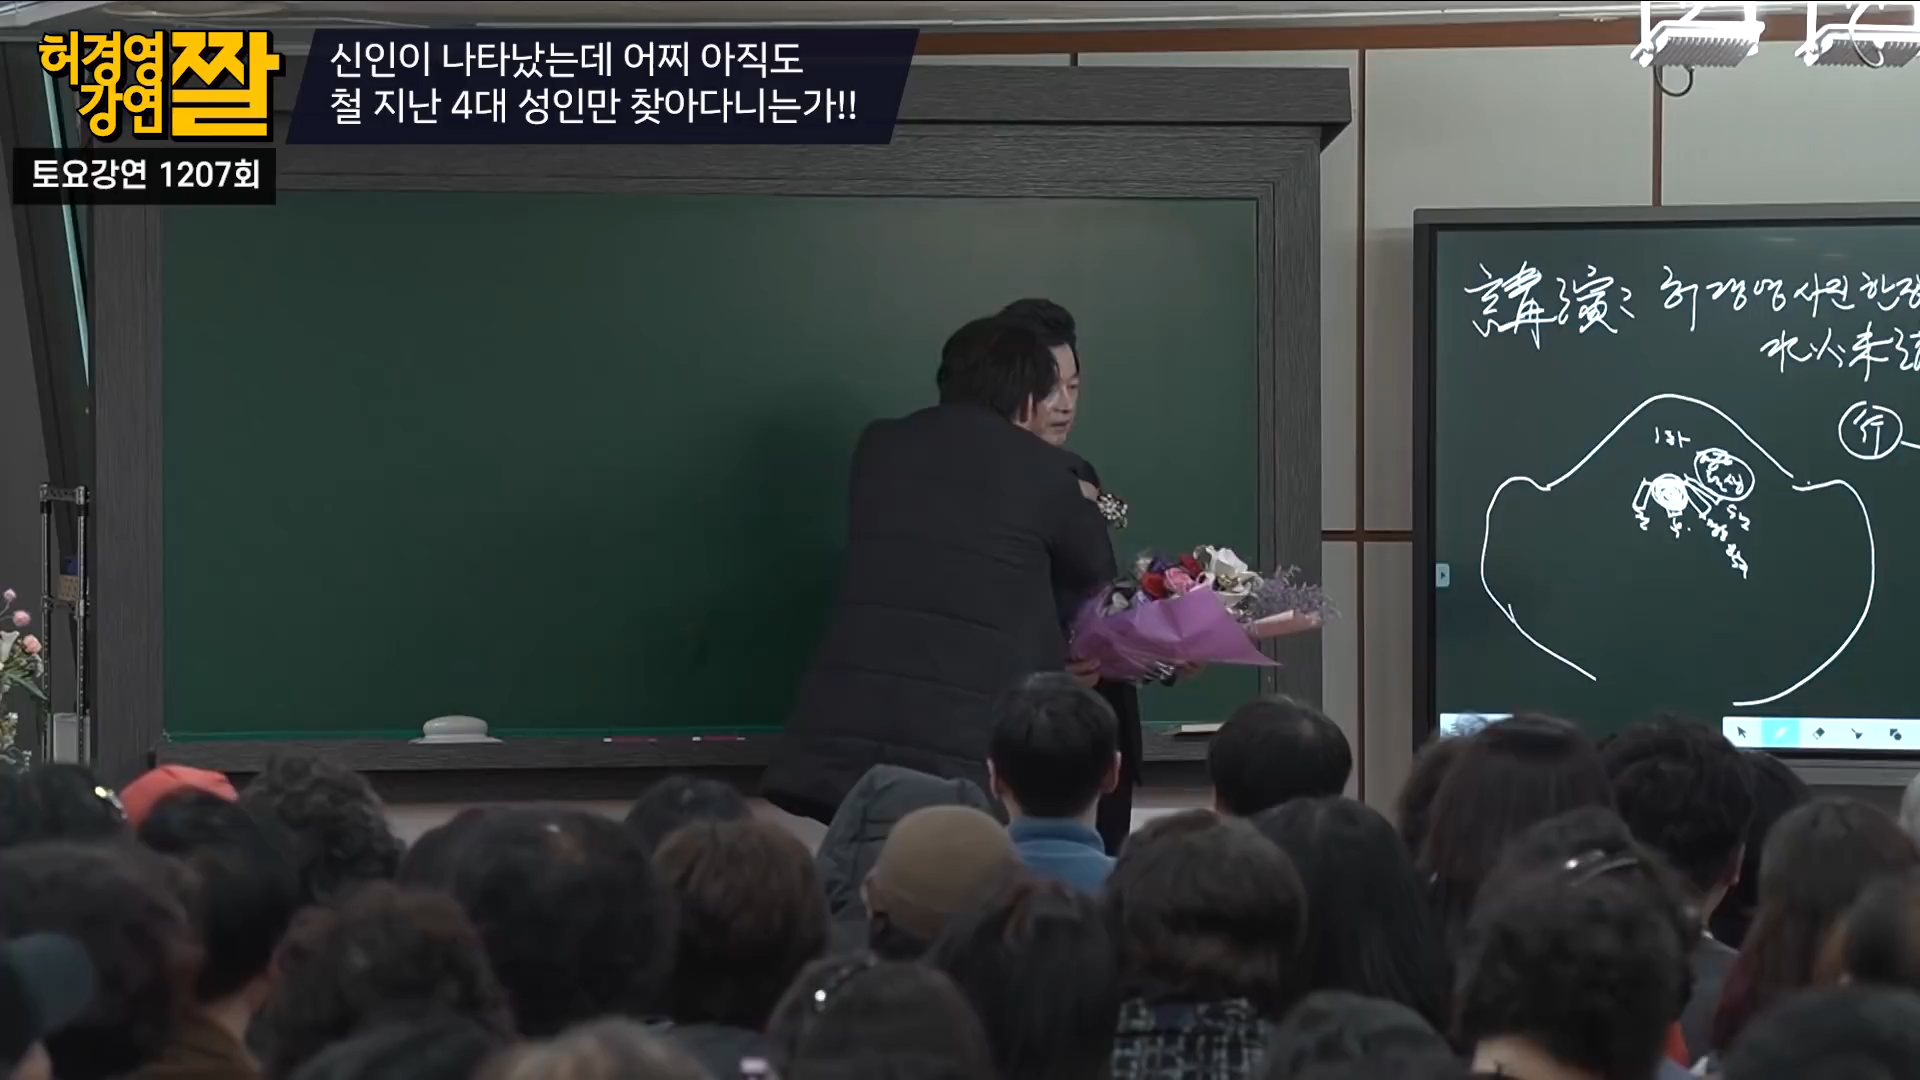 허경영
강연
짤
신인이 나타났는데 어찌 아직도
철 지난 4대 성인만 찾아다니는가!!
토요강연 1207회
講演: 허경영 사진 한장
行